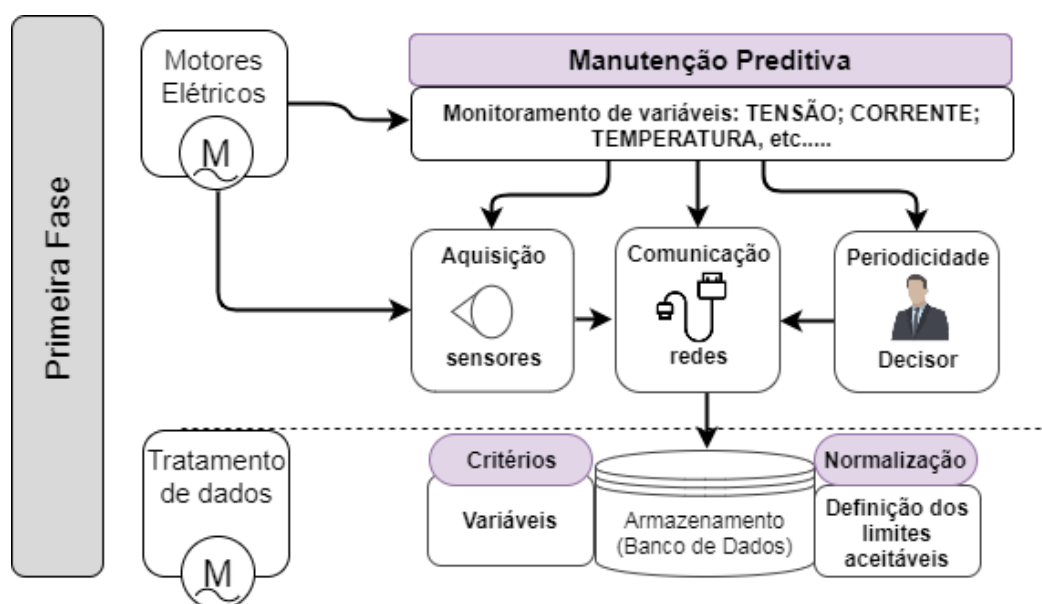 Primeira Fase
Motores
Elétricos
M
Manutenção Preditiva
Monitoramento de variáveis: TENSÃO; CORRENTE;
TEMPERATURA, etc.....
Aquisição
sensores
Comunicação
redes
Periodicidade
Decisor
Tratamento
de dados
M
Critérios
Variáveis
Armazenamento
(Banco de Dados)
Normalização
Definição dos
limites
aceitáveis